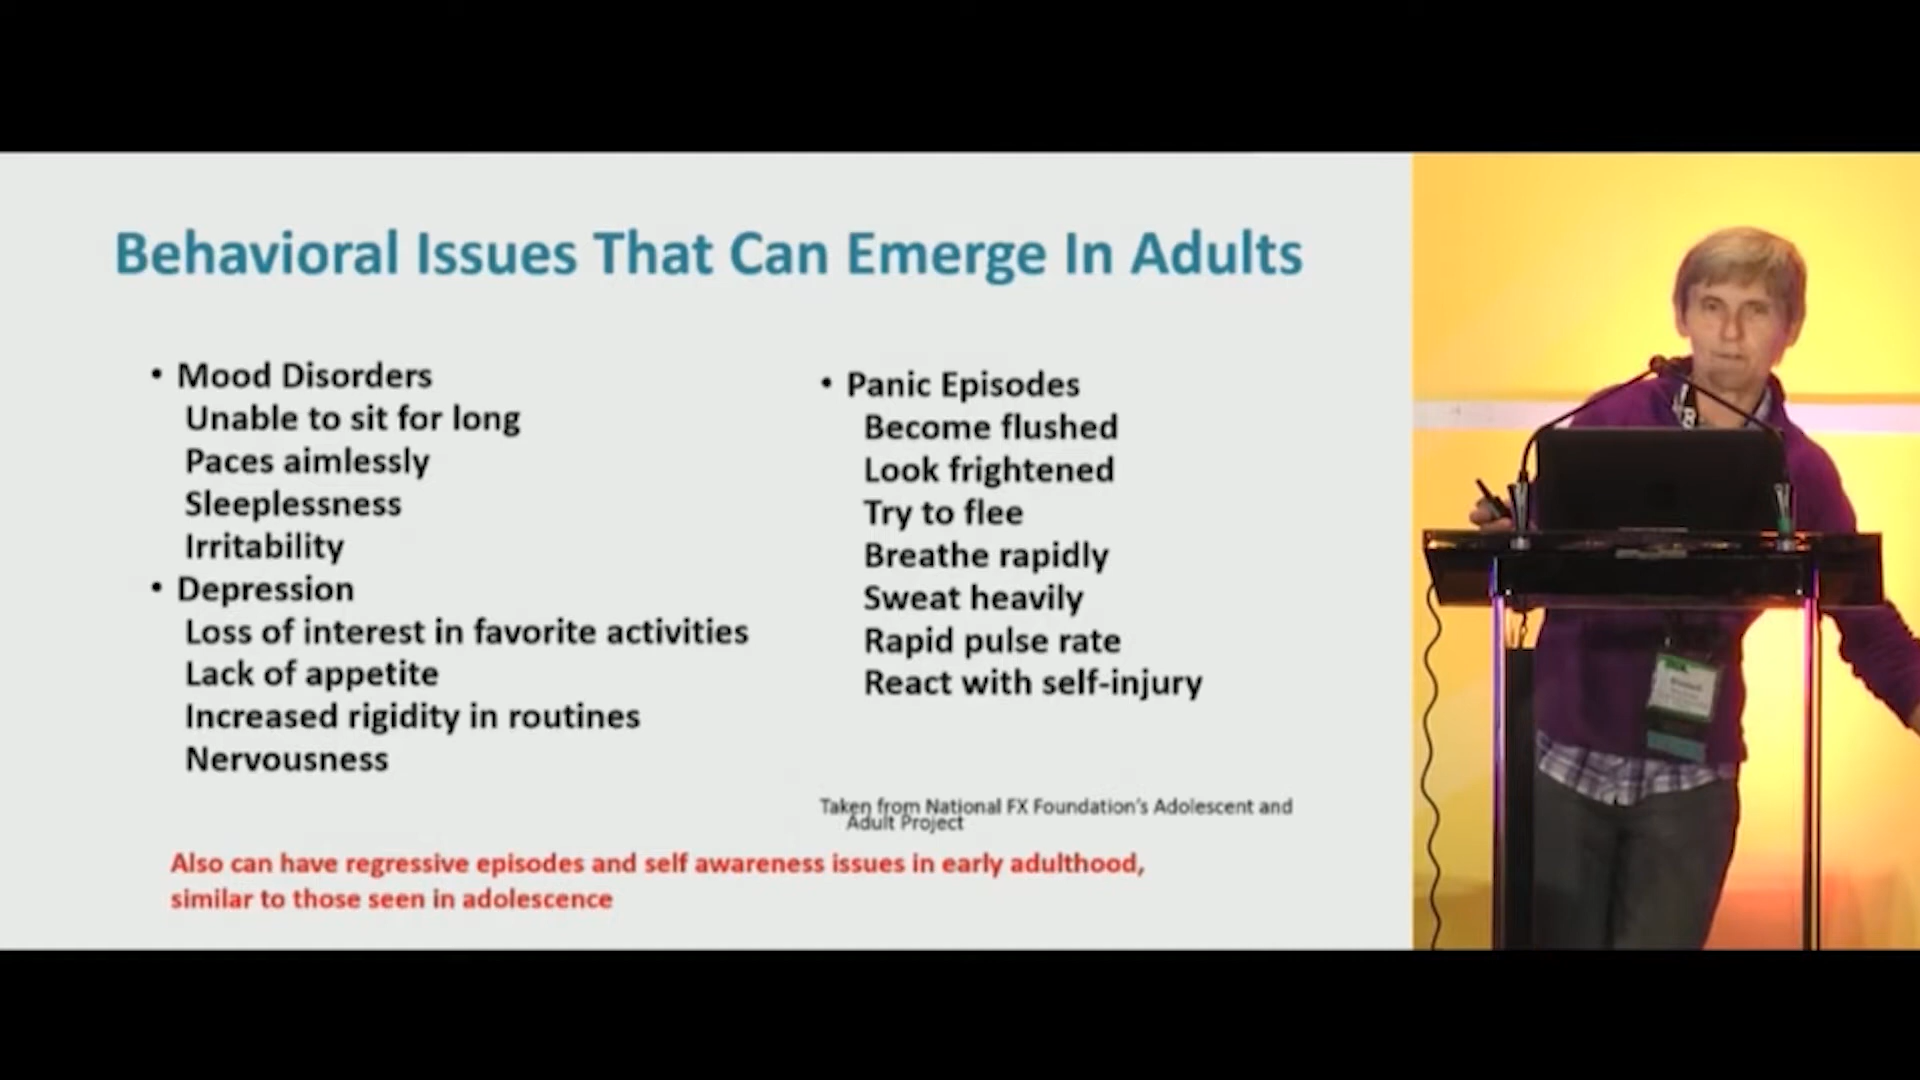 Behavioral Issues That Can Emerge In Adults
• Mood Disorders
Unable to sit for long
Paces aimlessly
Sleeplessness
Irritability
• Depression
Loss of interest in favorite activities
Lack of appetite
Increased rigidity in routines
Nervousness
• Panic Episodes
Become flushed
Look frightened
Try to flee
Breathe rapidly
Sweat heavily
Rapid pulse rate
React with self-injury
Taken from National FX Foundation's Adolescent and
Adult Project
Also can have regressive episodes and self awareness issues in early adulthood,
similar to those seen in adolescence